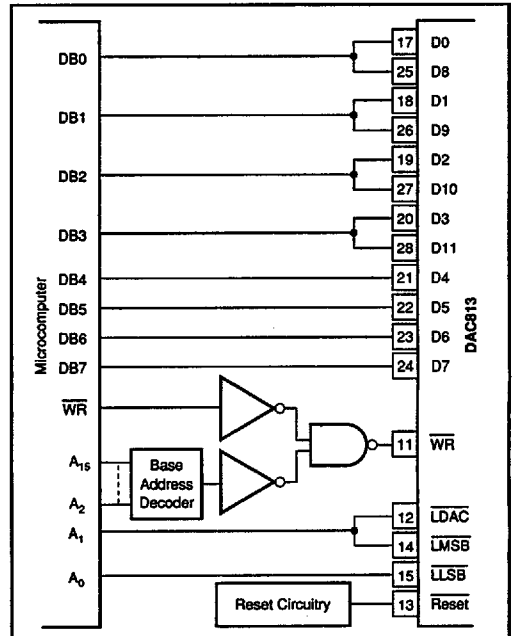 Microcomputer
DB0
17 D0
25 D8
DB1
18 D1
26 D9
DB2
19 D2
27 D10
DB3
20 D3
28 D11
DB4
21 D4
DB5
22 D5
DB6
23 D6
DB7
24 D7
DAC813
WR
11 WR
A15
Base
Address
Decoder
A2
A1
12 LDAC
14 LMSB
A0
15 LLSB
Reset Circuitry
13 Reset